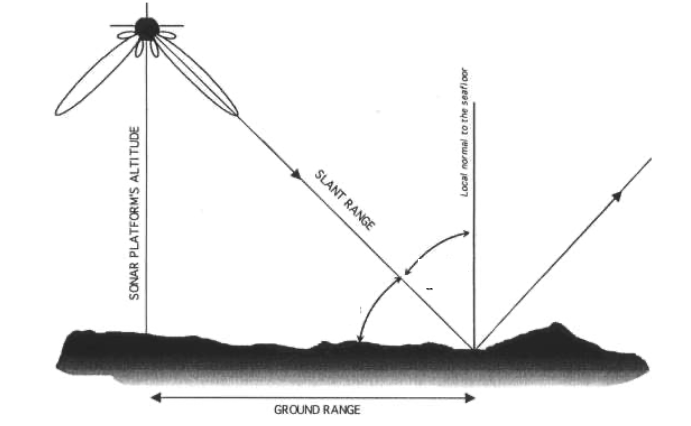 SONAR PLATFORM'S ALTITUDE
SLANT RANGE
Local normal to the seafloor
GROUND RANGE